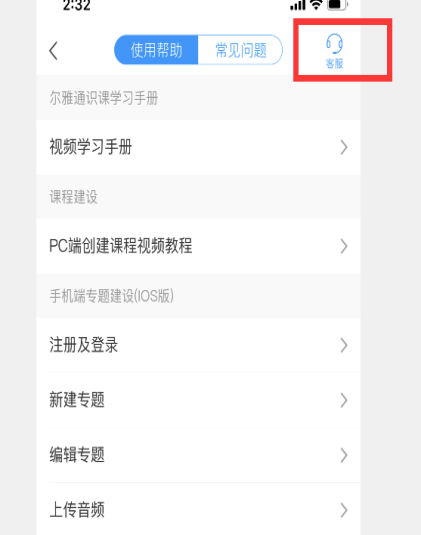 2:32
使用帮助 常见问题 客服
尔雅通识课学习手册
视频学习手册
课程建设
PC端创建课程视频教程
手机端专题建设(IOS版)
注册及登录
新建专题
编辑专题
上传音频